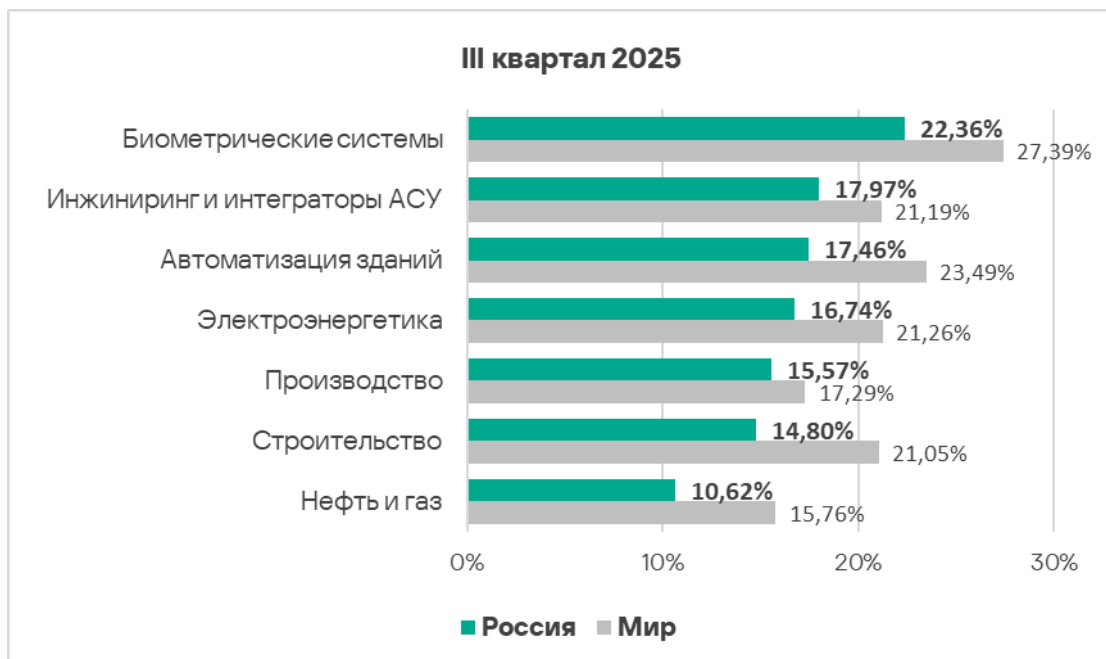 III квартал 2025
Биометрические системы
22,36%
27,39%
Инжиниринг и интеграторы АСУ
17,97%
21,19%
Автоматизация зданий
17,46%
23,49%
Электроэнергетика
16,74%
21,26%
Производство
15,57%
17,29%
Строительство
14,80%
21,05%
Нефть и газ
10,62%
15,76%
0% 10% 20% 30%
Россия Мир